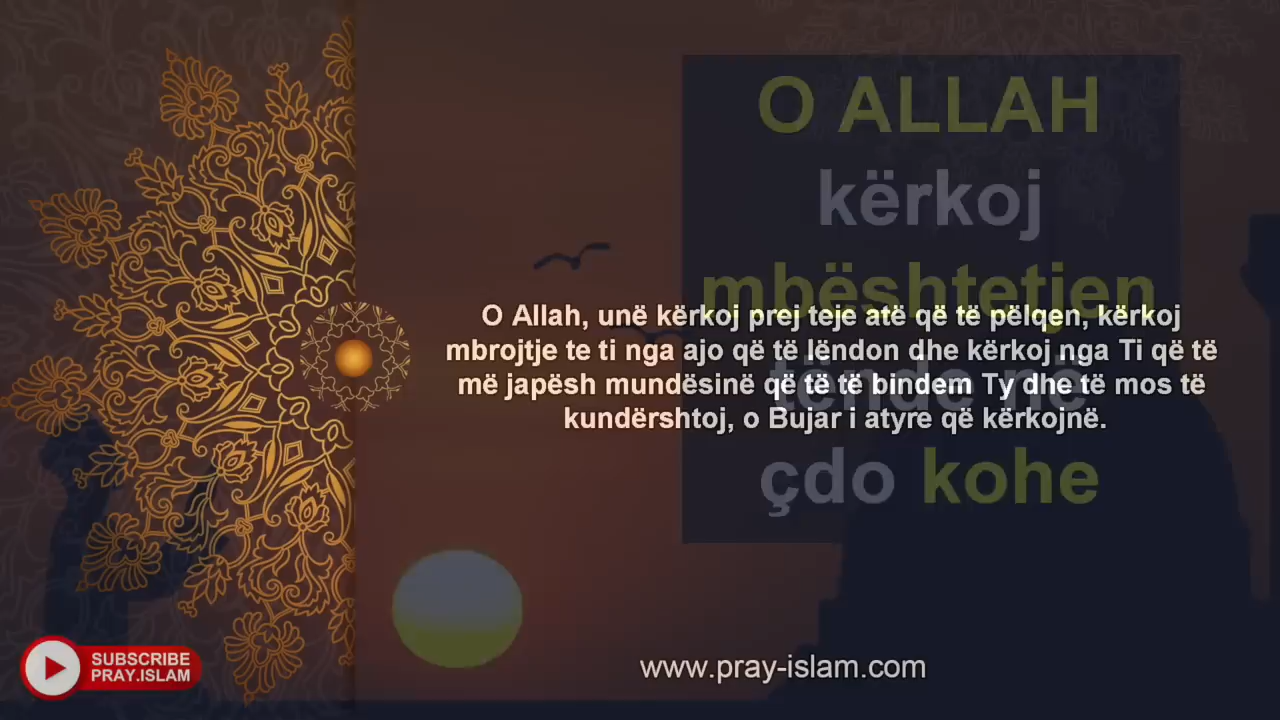 O ALLAH
kërkoj
mbështetjen
tënde në
çdo kohe
O Allah, unë kërkoj prej teje atë që të pëlqen, kërkoj
mbrojtje te ti nga ajo që të lëndon dhe kërkoj nga Ti që të
më japësh mundësinë që të të bindem Ty dhe të mos të
kundërshtoj, o Bujar i atyre që kërkojnë.
SUBSCRIBE
PRAY.ISLAM
www.pray-islam.com